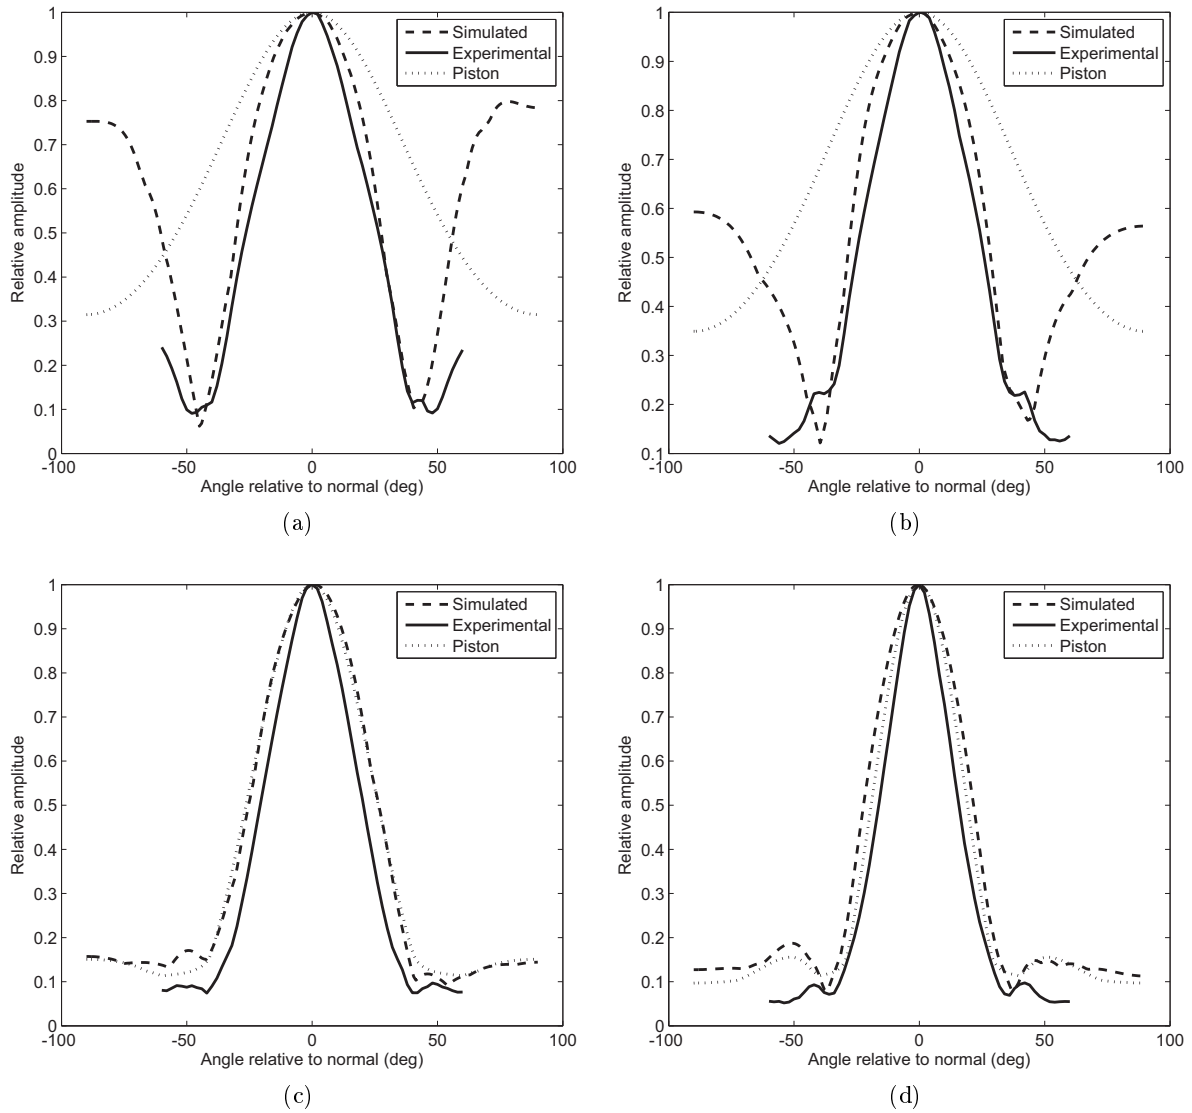 1
0.9
0.8
0.7
0.6
0.5
0.4
0.3
0.2
0.1
0
-100
-50
0
50
100
Relative amplitude
Angle relative to normal (deg)
Simulated
Experimental
Piston
(a)
1
0.9
0.8
0.7
0.6
0.5
0.4
0.3
0.2
0.1
-100
-50
0
50
100
Relative amplitude
Angle relative to normal (deg)
Simulated
Experimental
Piston
(b)
1
0.9
0.8
0.7
0.6
0.5
0.4
0.3
0.2
0.1
0
-100
-50
0
50
100
Relative amplitude
Angle relative to normal (deg)
Simulated
Experimental
Piston
(c)
1
0.9
0.8
0.7
0.6
0.5
0.4
0.3
0.2
0.1
0
-100
-50
0
50
100
Relative amplitude
Angle relative to normal (deg)
Simulated
Experimental
Piston
(d)